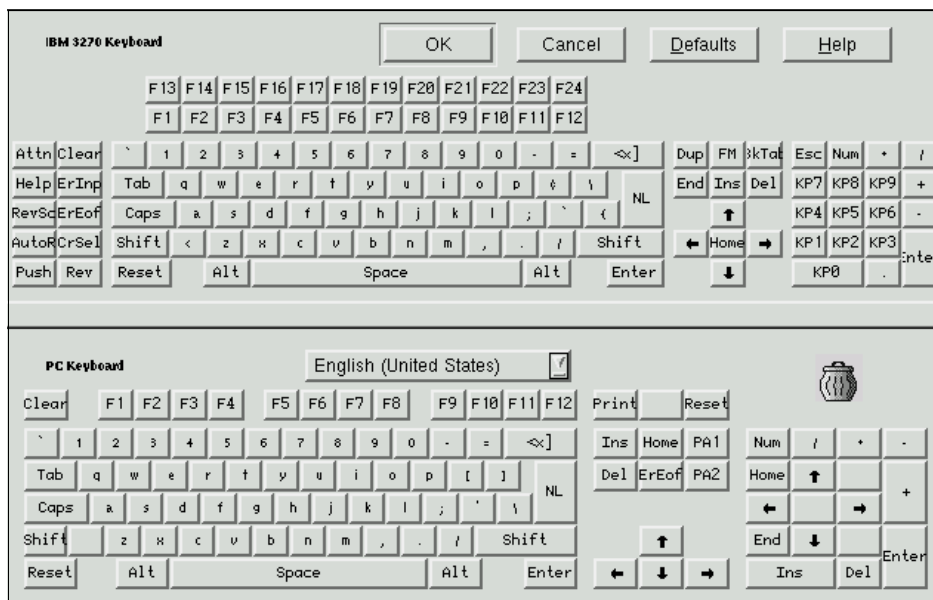 IBM 3270 Keyboard OK Cancel Defaults Help
F13 F14 F15 F16 F17 F18 F19 F20 F21 F22 F23 F24
F1 F2 F3 F4 F5 F6 F7 F8 F9 F10 F11 F12
Attn Clear ` 1 2 3 4 5 6 7 8 9 0 - = <x] Dup FM BkTab Esc Num * /
Help ErInp Tab q w e r t y u i o p ¢ \ NL End Ins Del KP7 KP8 KP9 +
RevSc ErEof Caps a s d f g h j k l ; ` { ↑ KP4 KP5 KP6 -
AutoR CrSel Shift < z x c v b n m , . / Shift ← Home → KP1 KP2 KP3 Ente
Push Rev Reset Alt Space Alt Enter ↓ KP0 .
PC Keyboard English (United States)
Clear F1 F2 F3 F4 F5 F6 F7 F8 F9 F10 F11 F12 Print Reset
` 1 2 3 4 5 6 7 8 9 0 - = <x] Ins Home PA1 Num / * -
Tab q w e r t y u i o p [ ] NL Del ErEof PA2 Home ↑ +
Caps a s d f g h j k l ; ' \ ← →
Shift z x c v b n m , . / Shift ↑ End ↓ Enter
Reset Alt Space Alt Enter ← ↓ → Ins Del